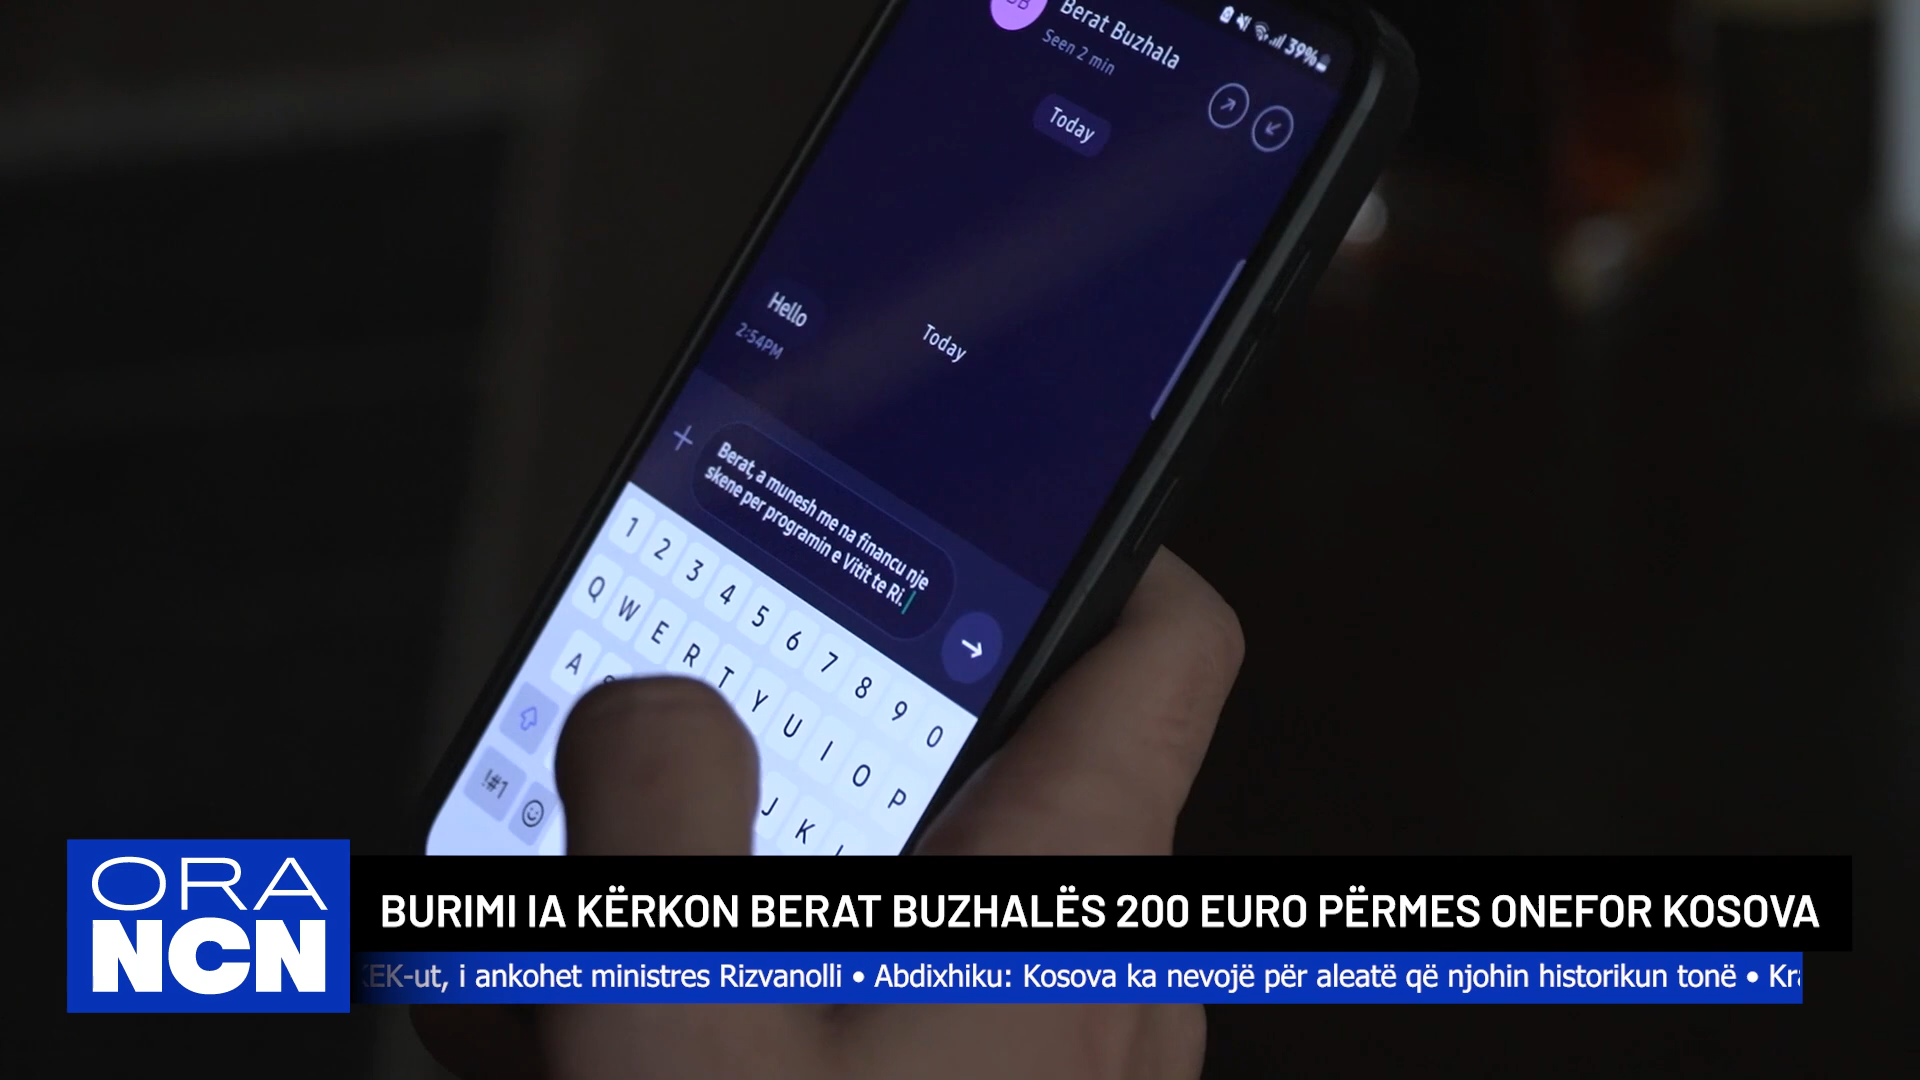 Berat Buzhala
Seen 2 min
39%
Today
Hello
2:54PM
Today
Berat, a munesh me na financu nje
skene per programin e Vitit te Ri.
1 2 3 4 5 6 7 8 9 0
Q W E R T Y U I O P
A J K
!#1
ORA
NCN
BURIMI IA KËRKON BERAT BUZHALËS 200 EURO PËRMES ONEFOR KOSOVA
KEK-ut, i ankohet ministres Rizvanolli • Abdixhiku: Kosova ka nevojë për aleatë që njohin historikun tonë •